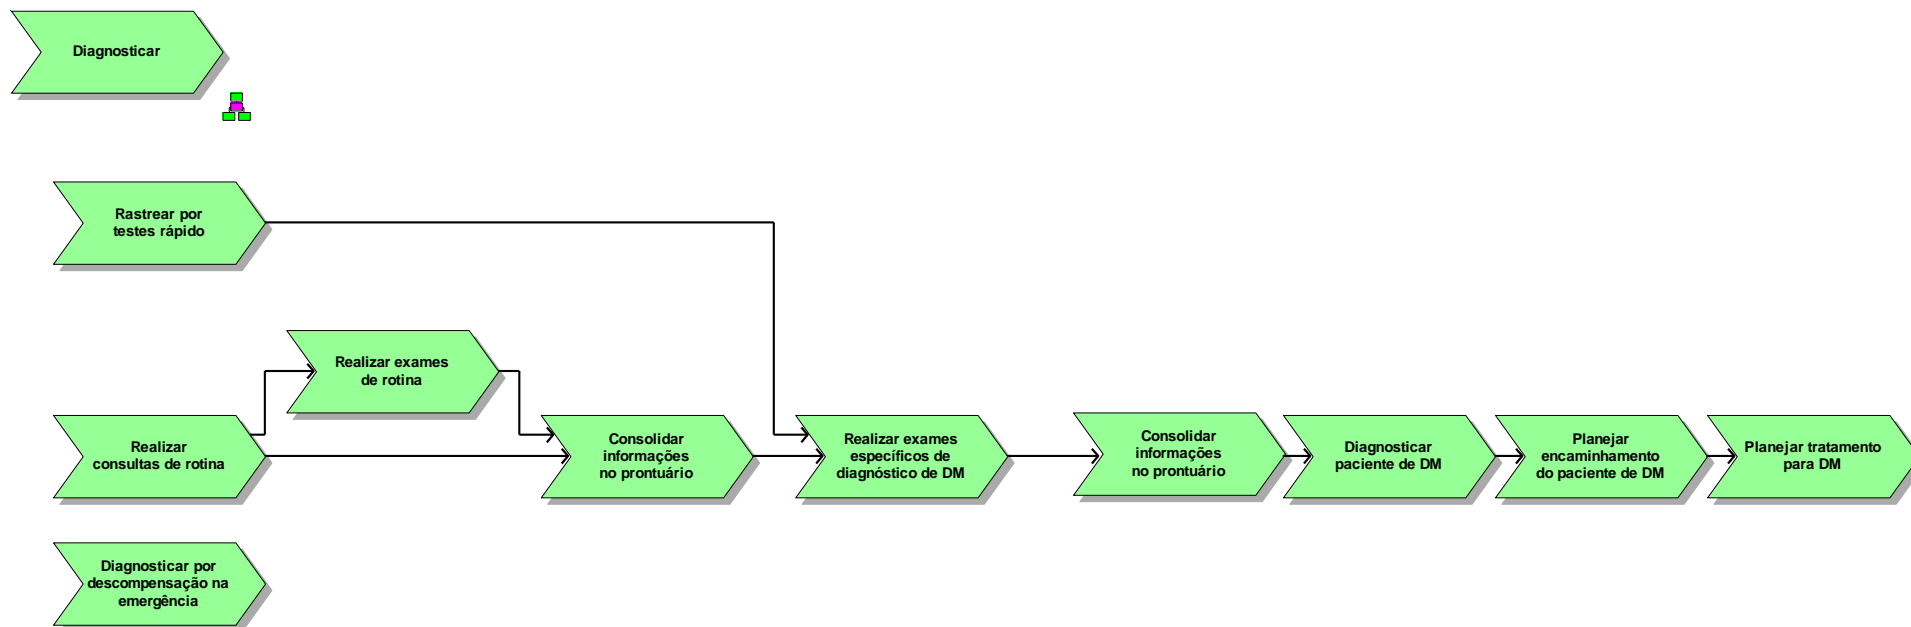 Diagnosticar
Rastrear por
testes rápido
Realizar exames
de rotina
Realizar
consultas de rotina
Consolidar
informações
no prontuário
Realizar exames
específicos de
diagnóstico de DM
Consolidar
informações
no prontuário
Diagnosticar
paciente de DM
Planejar
encaminhamento
do paciente de DM
Planejar tratamento
para DM
Diagnosticar por
descompensação na
emergência